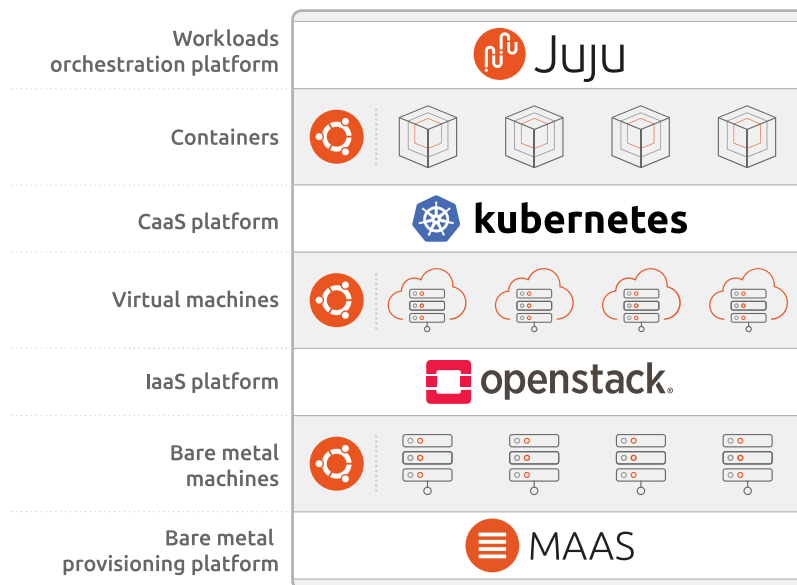 Workloads
orchestration platform
Juju
Containers
CaaS platform
kubernetes
Virtual machines
IaaS platform
openstack®
Bare metal
machines
Bare metal
provisioning platform
MAAS